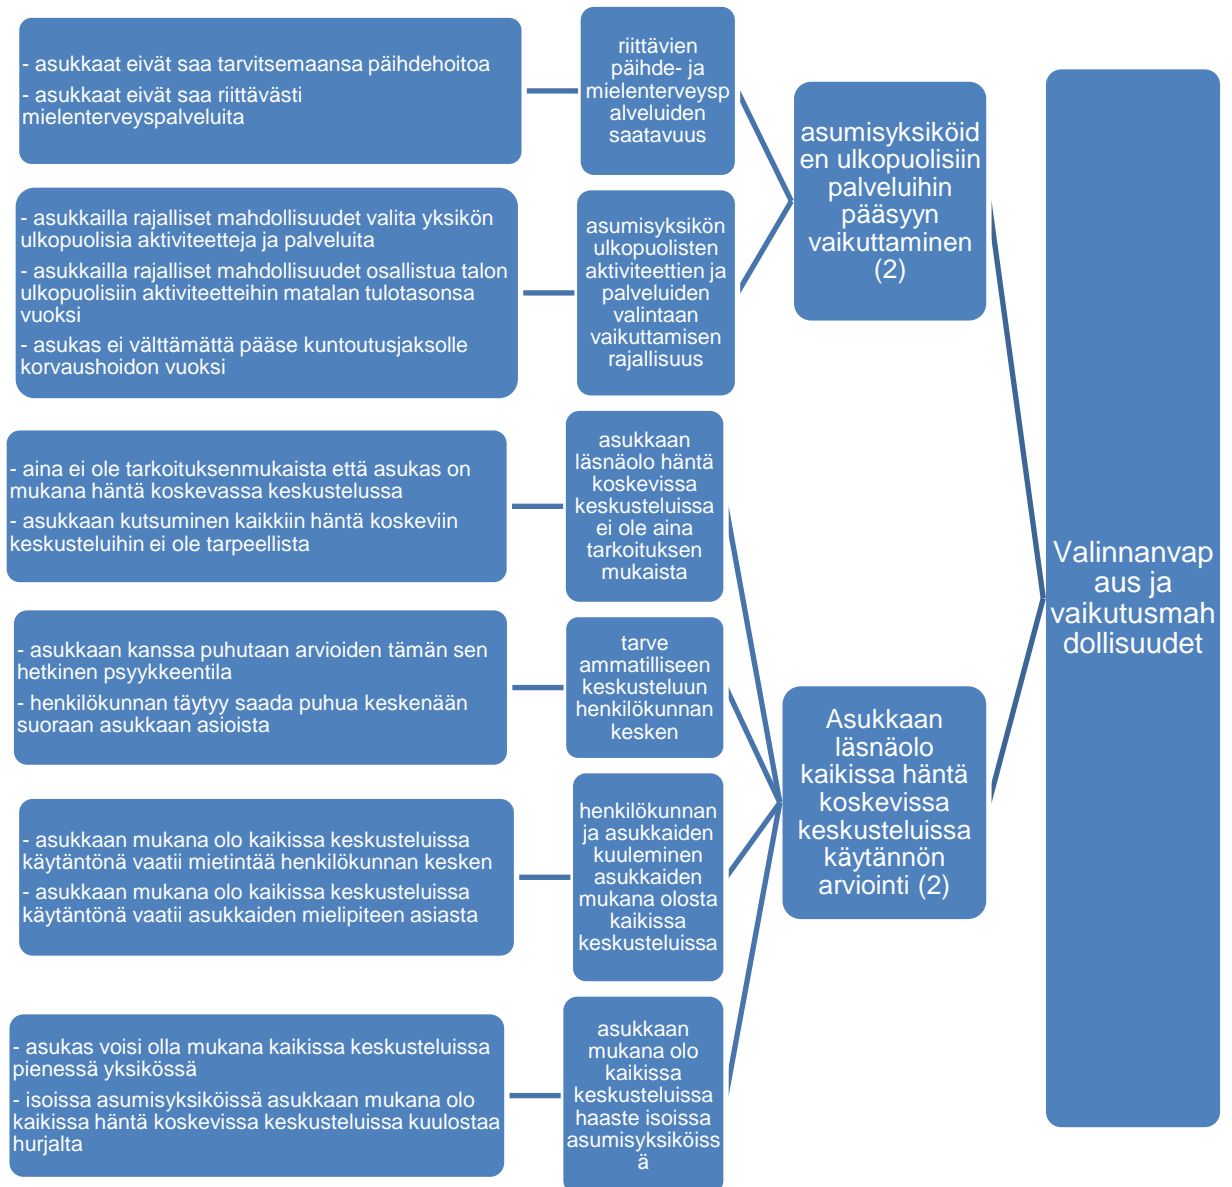 - asukkaat eivät saa tarvitsemaansa päihdehoitoa
- asukkaat eivät saa riittävästi
mielenterveyspalveluita
riittävien
päihde- ja
mielenterveysp
alveluiden
saatavuus
- asukkailla rajalliset mahdollisuudet valita yksikön
ulkopuolisia aktiviteetteja ja palveluita
- asukkailla rajalliset mahdollisuudet osallistua talon
ulkopuolisiin aktiviteetteihin matalan tulotasonsa
vuoksi
- asukas ei välttämättä pääse kuntoutusjaksolle
korvaushoidon vuoksi
asumisyksikön
ulkopuolisten
aktiviteettien ja
palveluiden
valintaan
vaikuttamisen
rajallisuus
asumisyksiköid
en ulkopuolisiin
palveluihin
pääsyyn
vaikuttaminen
(2)
- aina ei ole tarkoituksenmukaista että asukas on
mukana häntä koskevassa keskustelussa
- asukkaan kutsuminen kaikkiin häntä koskeviin
keskusteluihin ei ole tarpeellista
asukkaan
läsnäolo häntä
koskevissa
keskusteluissa
ei ole aina
tarkoituksen
mukaista
- asukkaan kanssa puhutaan arvioiden tämän sen
hetkinen psyykkeentila
- henkilökunnan täytyy saada puhua keskenään
suoraan asukkaan asioista
tarve
ammatilliseen
keskusteluun
henkilökunnan
kesken
- asukkaan mukana olo kaikissa keskusteluissa
käytäntönä vaatii mietintää henkilökunnan kesken
- asukkaan mukana olo kaikissa keskusteluissa
käytäntönä vaatii asukkaiden mielipiteen asiasta
henkilökunnan
ja asukkaiden
kuuleminen
asukkaiden
mukana olosta
kaikissa
keskusteluissa
- asukas voisi olla mukana kaikissa keskusteluissa
pienessä yksikössä
- isoissa asumisyksiköissä asukkaan mukana olo
kaikissa häntä koskevissa keskusteluissa kuulostaa
hurjalta
asukkaan
mukana olo
kaikissa
keskusteluissa
haaste isoissa
asumisyksiköiss
ä
Asukkaan
läsnäolo
kaikissa häntä
koskevissa
keskusteluissa
käytännön
arviointi (2)
Valinnanvap
aus ja
vaikutusmah
dollisuudet